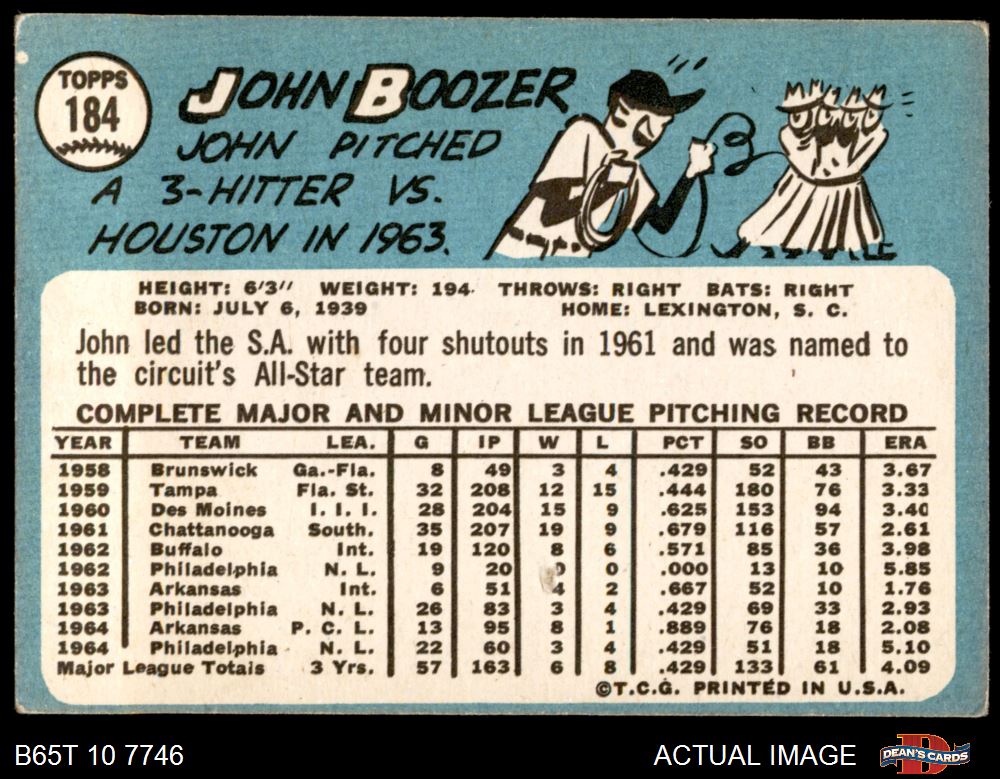 TOPPS
184
JOHN BOOZER
JOHN PITCHED
A 3-HITTER VS.
HOUSTON IN 1963.
HEIGHT: 6'3" WEIGHT: 194 THROWS: RIGHT BATS: RIGHT
BORN: JULY 6, 1939 HOME: LEXINGTON, S. C.
John led the S.A. with four shutouts in 1961 and was named to
the circuit's All-Star team.
COMPLETE MAJOR AND MINOR LEAGUE PITCHING RECORD
YEAR TEAM LEA. G IP W L PCT SO BB ERA
1958 Brunswick Ga.-Fla. 8 49 3 4 .429 52 43 3.67
1959 Tampa Fla. St. 32 208 12 15 .444 180 76 3.33
1960 Des Moines I. I. I. 28 204 15 9 .625 153 94 3.40
1961 Chattanooga South. 35 207 19 9 .679 116 57 2.61
1962 Buffalo Int. 19 120 8 6 .571 85 36 3.98
1962 Philadelphia N. L. 9 20 0 0 .000 13 10 5.85
1963 Arkansas Int. 6 51 4 2 .667 52 10 1.76
1963 Philadelphia N. L. 26 83 3 4 .429 69 33 2.93
1964 Arkansas P. C. L. 13 95 8 1 .889 76 18 2.08
1964 Philadelphia N. L. 22 60 3 4 .429 51 18 5.10
Major League Totals 3 Yrs. 57 163 6 8 .429 133 61 4.09
©T.C.G. PRINTED IN U.S.A.
B65T 10 7746 ACTUAL IMAGE DEAN'S CARDS